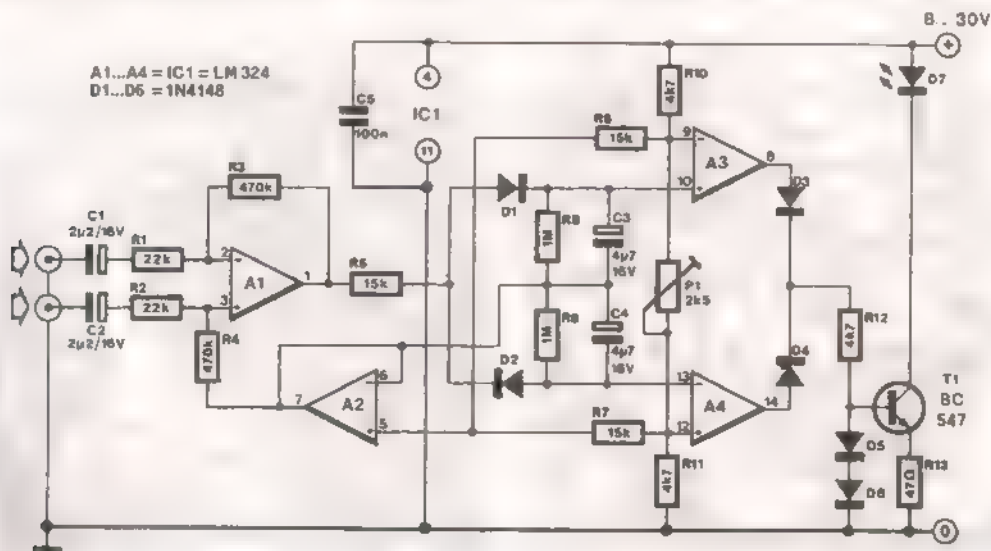 8...30V
A1...A4 = IC1 = LM 324
D1...D6 = 1N4148
4
IC1
11
C5
100n
R10
4k7
D7
R3
470k
R6
15k
9
A3
8
10
D3
C1
2µ2/16V
R1
22k
2
A1
1
R5
15k
D1
R8
1M
C3
4µ7
16V
P1
2k5
R2
22k
3
C2
2µ2/16V
R4
470k
R9
1M
C4
4µ7
16V
R12
4k7
D4
6
A2
7
5
D2
13
A4
14
12
R7
15k
T1
BC
547
R11
4k7
D5
D6
R13
47Ω
0